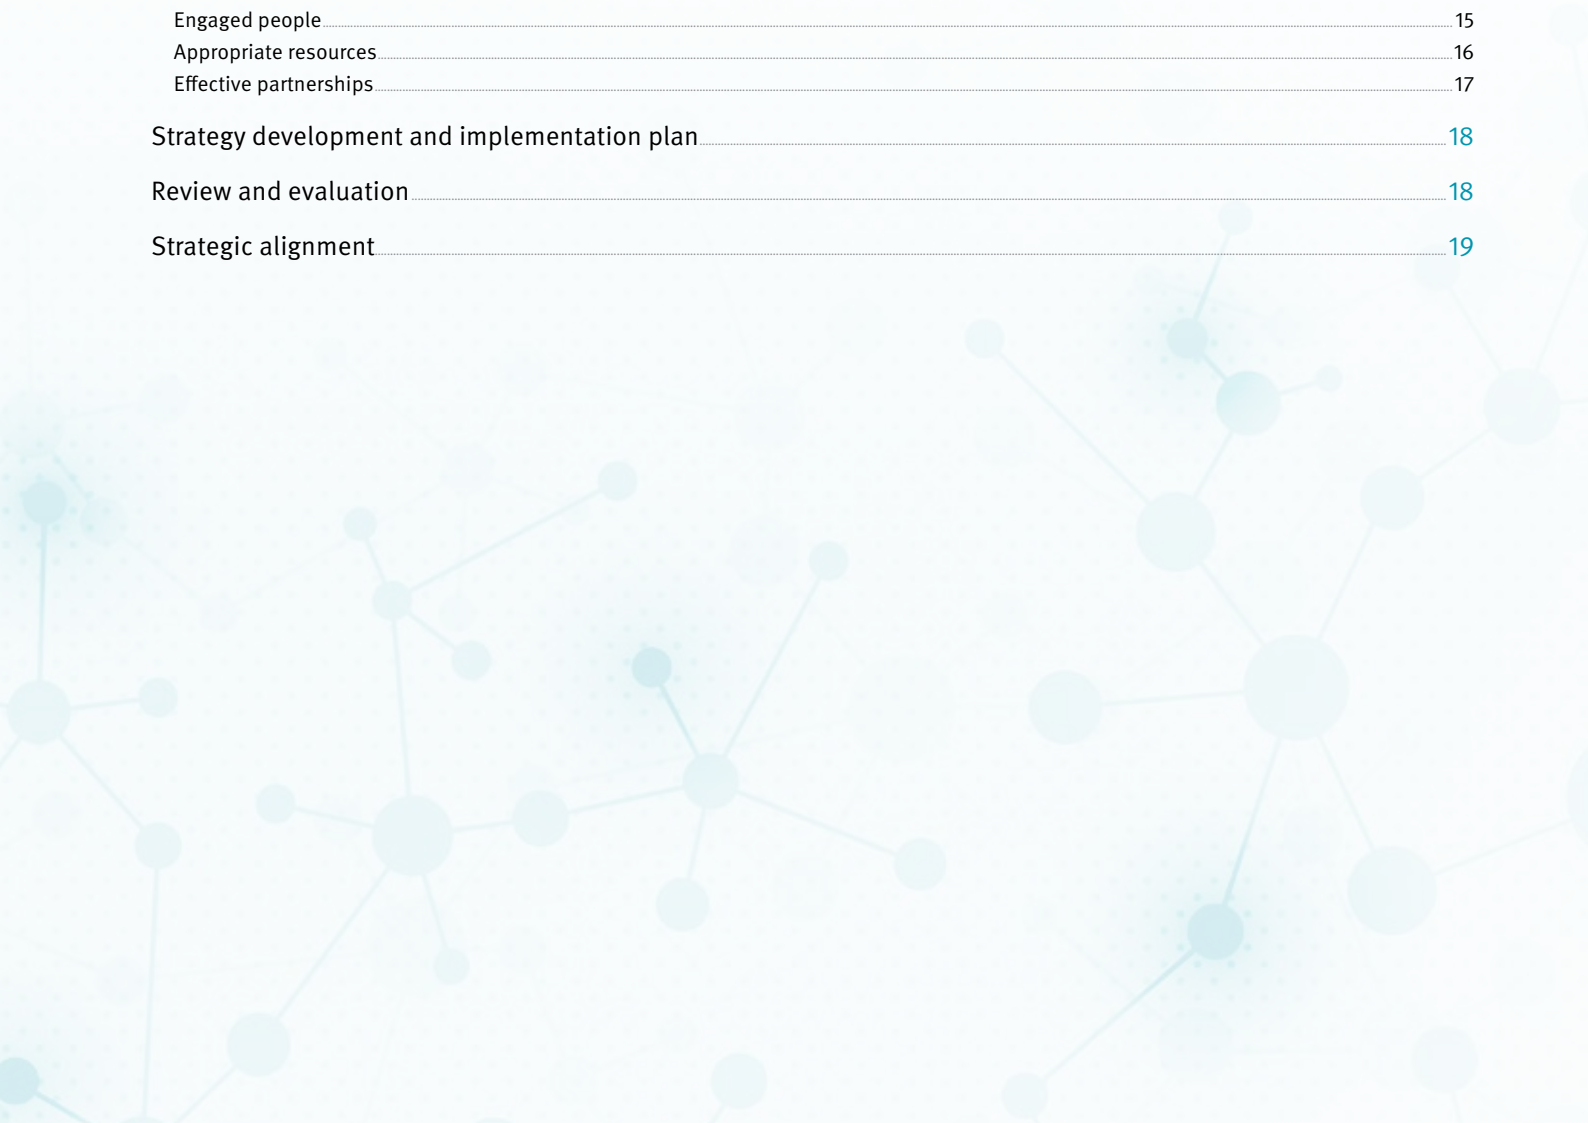 Engaged people 15
Appropriate resources 16
Effective partnerships 17
Strategy development and implementation plan 18
Review and evaluation 18
Strategic alignment 19